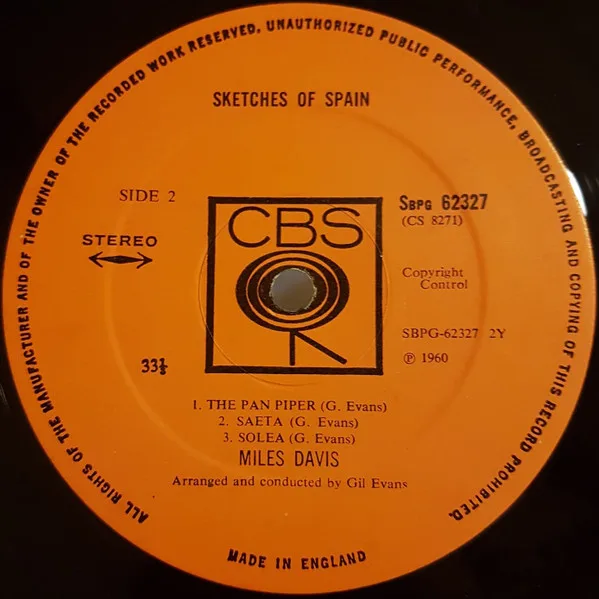 ALL RIGHTS OF THE MANUFACTURER AND OF THE OWNER OF THE RECORDED WORK RESERVED. UNAUTHORIZED PUBLIC PERFORMANCE, BROADCASTING AND COPYING OF THIS RECORD PROHIBITED.
SKETCHES OF SPAIN
SIDE 2
STEREO
33⅓
CBS
SBPG 62327
(CS 8271)
Copyright
Control
SBPG-62327 2Y
Ⓟ 1960
1. THE PAN PIPER (G. Evans)
2. SAETA (G. Evans)
3. SOLEA (G. Evans)
MILES DAVIS
Arranged and conducted by Gil Evans
MADE IN ENGLAND